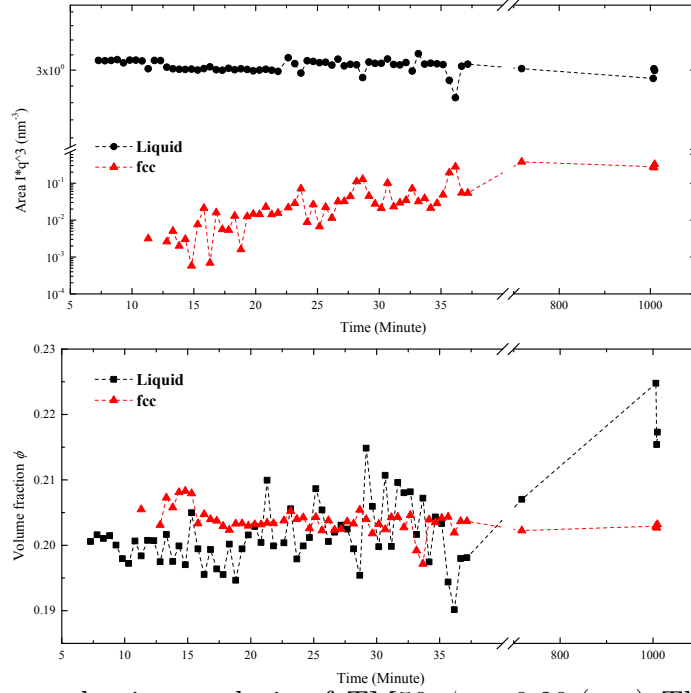 3x10⁰
Area I*q^3 (nm⁻³)
Liquid
fcc
10⁻¹
10⁻²
10⁻³
10⁻⁴
5 10 15 20 25 30 35 800 1000
Time (Minute)
0.23
0.22
0.21
0.20
0.19
Volume fraction ϕ
Liquid
fcc
10 15 20 25 30 35 800 1000
Time (Minute)